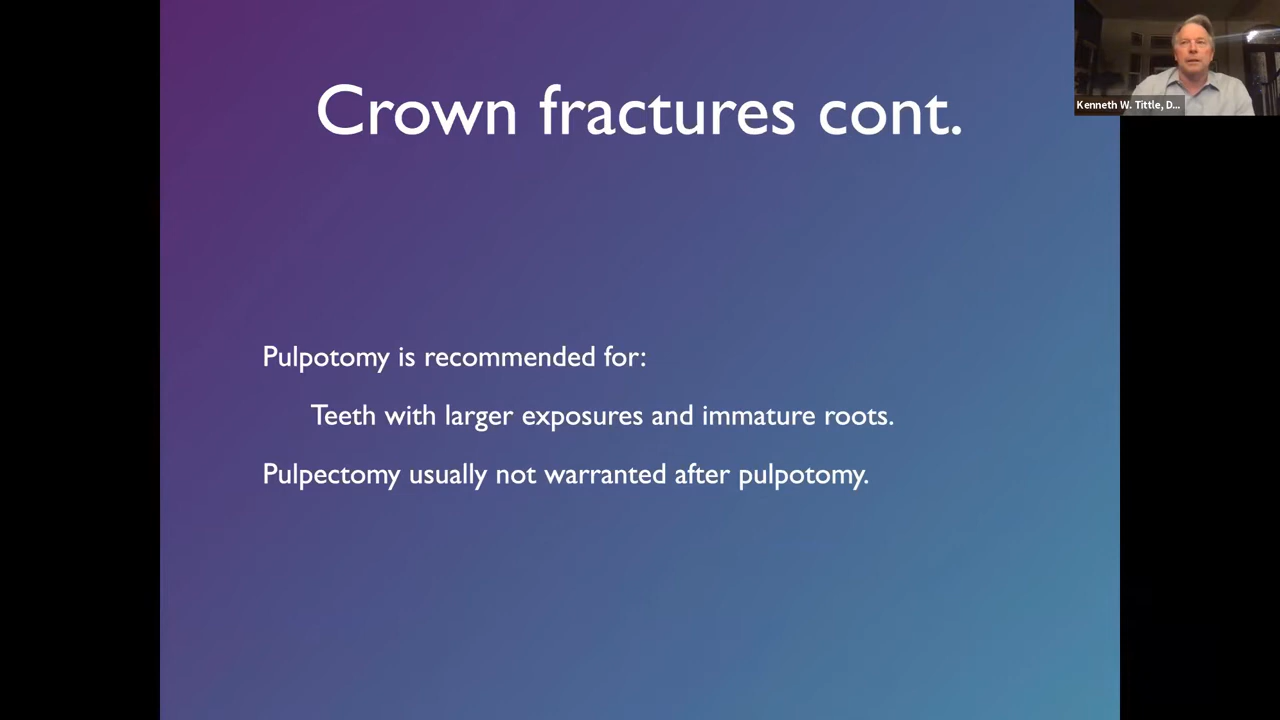 Crown fractures cont.
Kenneth W. Tittle, D...
Pulpotomy is recommended for:
Teeth with larger exposures and immature roots.
Pulpectomy usually not warranted after pulpotomy.